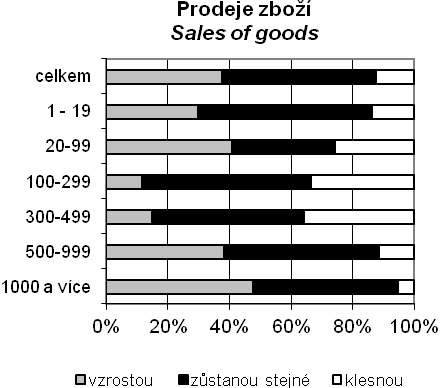 Prodeje zboží
Sales of goods
celkem
1 - 19
20-99
100-299
300-499
500-999
1000 a více
0% 20% 40% 60% 80% 100%
vzrostou zůstanou stejné klesnou